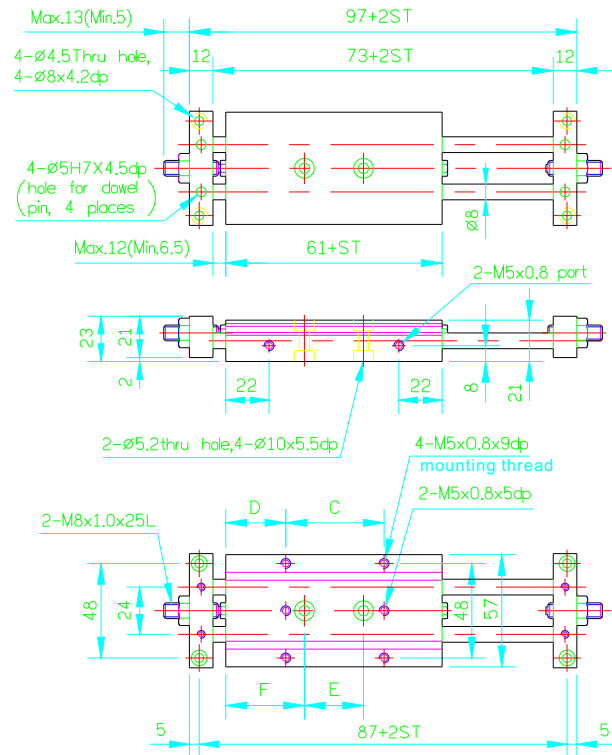 Max.13(Min.5)
97+2ST
4-Ø4.5Thru hole,
4-Ø8x4.2dp
12
73+2ST
12
4-Ø5H7X4.5dp
(hole for dowel
pin, 4 places)
Ø8
Max.12(Min.6.5)
61+ST
2-M5x0.8 port
23
21
2
22
22
8
21
2-Ø5.2thru hole,4-Ø10x5.5dp
4-M5x0.8x9dp
mounting thread
2-M5x0.8x5dp
2-M8x1.0x25L
D
C
48
24
48
57
F
E
5
87+2ST
5